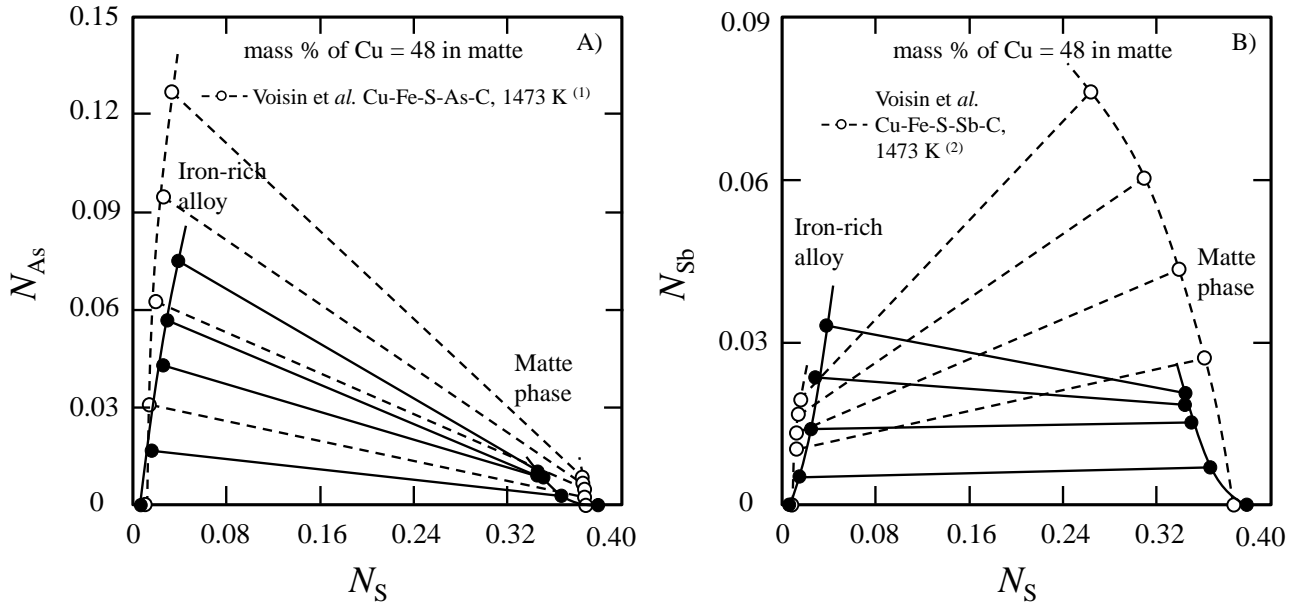 0.15
mass % of Cu = 48 in matte
A)
Voisin et al. Cu-Fe-S-As-C, 1473 K (1)
0.12
Iron-rich
alloy
0.09
N_As
0.06
Matte
phase
0.03
0
0 0.08 0.16 0.24 0.32 0.40
N_S
0.09
mass % of Cu = 48 in matte
B)
Voisin et al.
Cu-Fe-S-Sb-C,
1473 K (2)
0.06
Iron-rich
alloy
N_Sb
Matte
phase
0.03
0
0 0.08 0.16 0.24 0.32 0.40
N_S